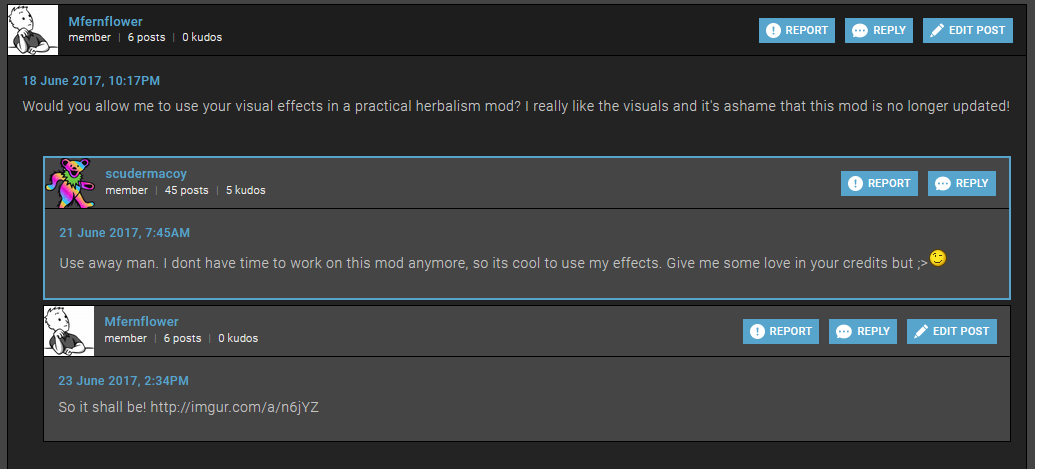 Mfernflower
member | 6 posts | 0 kudos
REPORT REPLY EDIT POST
18 June 2017, 10:17PM
Would you allow me to use your visual effects in a practical herbalism mod? I really like the visuals and it's ashame that this mod is no longer updated!
scudermacoy
member | 45 posts | 5 kudos
REPORT REPLY
21 June 2017, 7:45AM
Use away man. I dont have time to work on this mod anymore, so its cool to use my effects. Give me some love in your credits but ;>
Mfernflower
member | 6 posts | 0 kudos
REPORT REPLY EDIT POST
23 June 2017, 2:34PM
So it shall be! http://imgur.com/a/n6jYZ